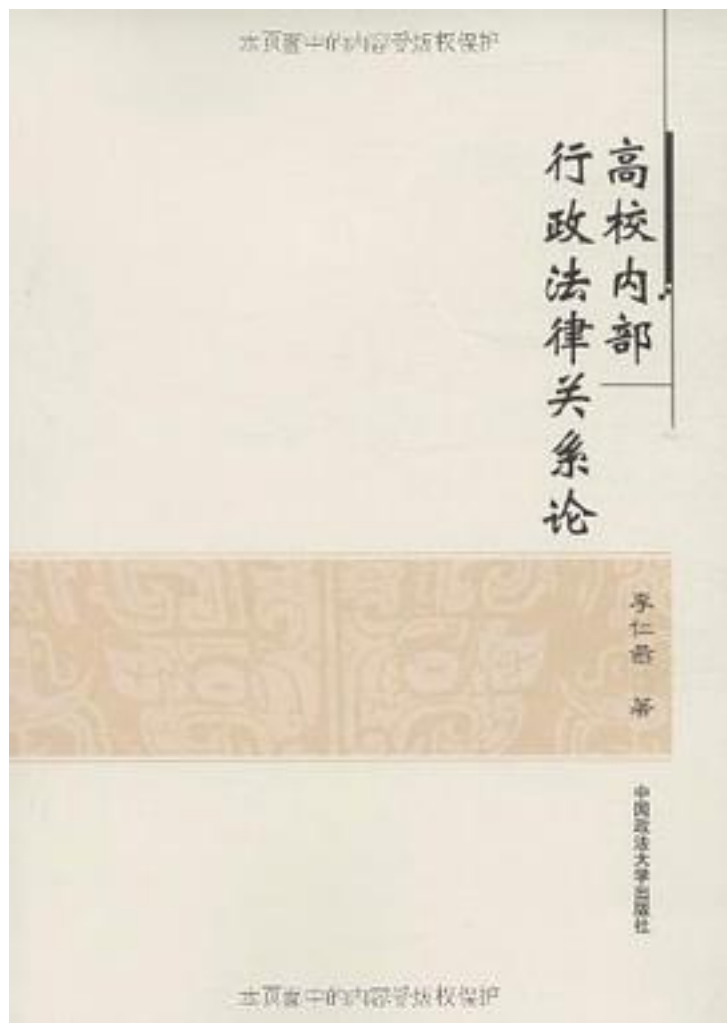 本页面中的内容受版权保护
高校内部
行政法律关系论
李仁燕 著
中国政法大学出版社
本页面中的内容受版权保护